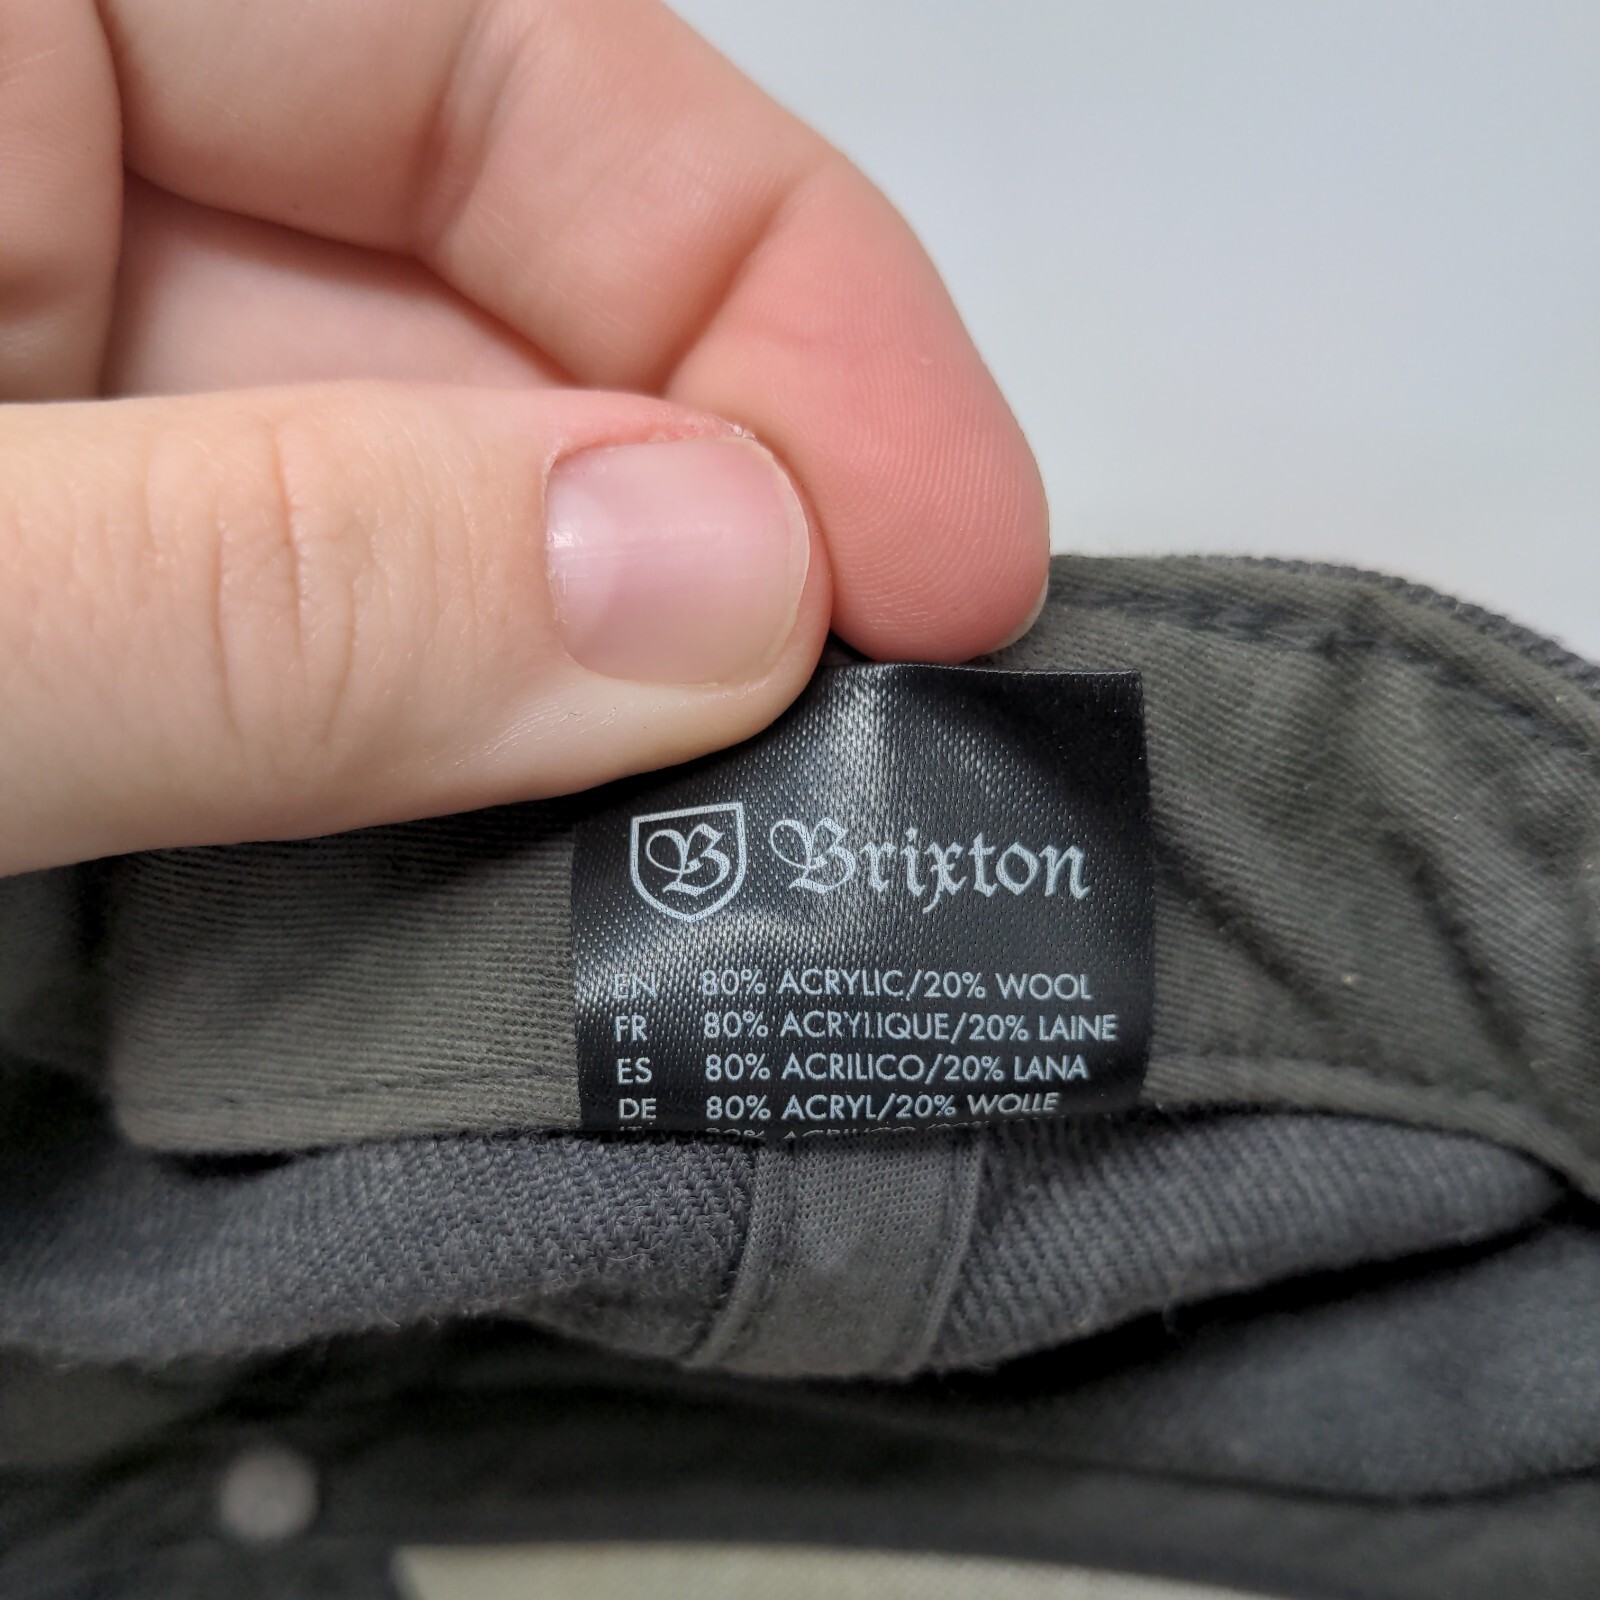 B Brixton
EN 80% ACRYLIC/20% WOOL
FR 80% ACRYLIQUE/20% LAINE
ES 80% ACRILICO/20% LANA
DE 80% ACRYL/20% WOLLE